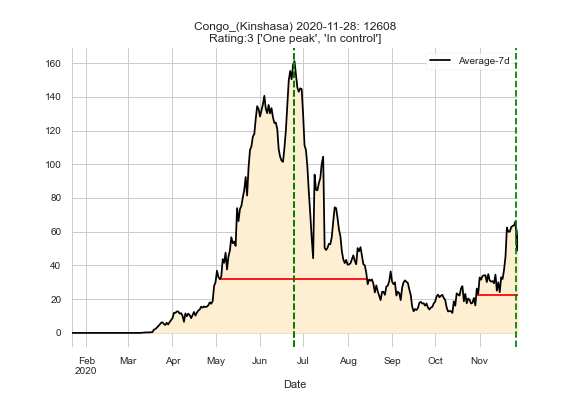 Congo_(Kinshasa) 2020-11-28: 12608
Rating:3 ['One peak', 'In control']
Average-7d
160
140
120
100
80
60
40
20
0
Feb Mar Apr May Jun Jul Aug Sep Oct Nov
2020
Date